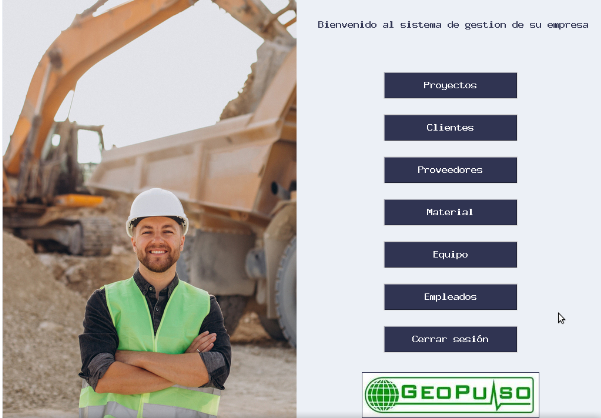 Bienvenido al sistema de gestion de su empresa
Proyectos
Clientes
Proveedores
Material
Equipo
Empleados
Cerrar sesión
GEOPULSO